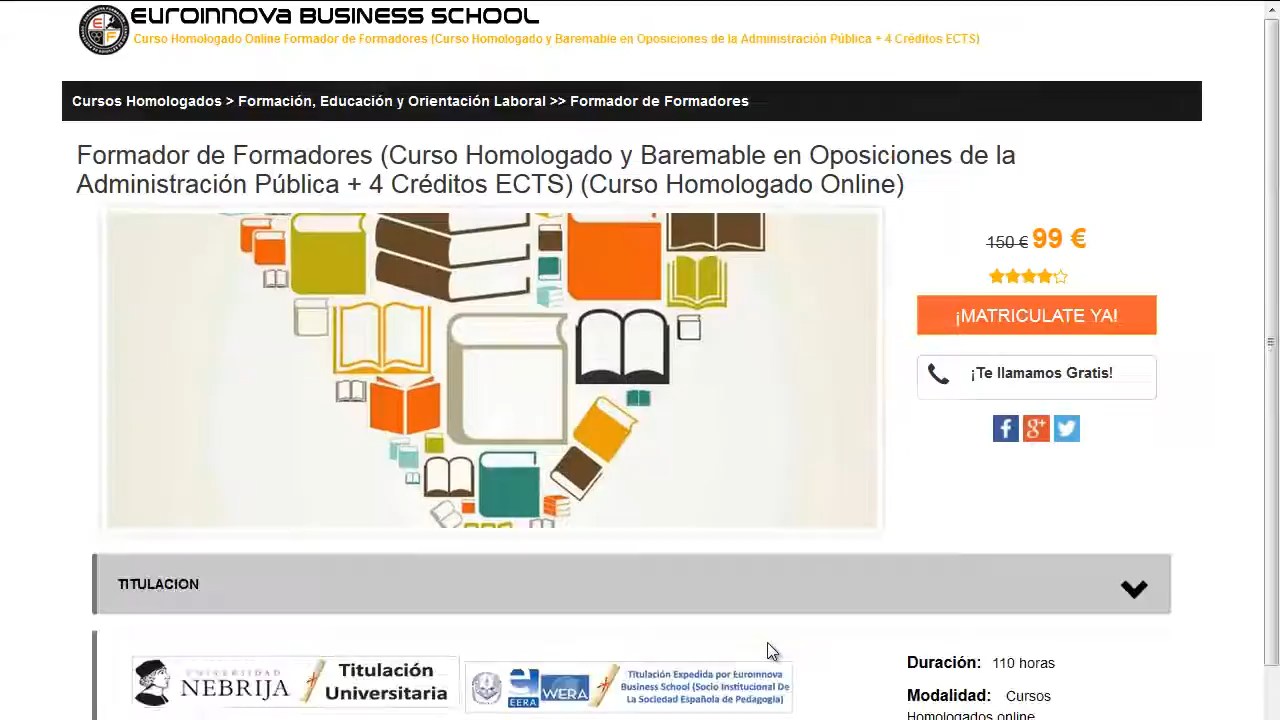 EUROINNOVA BUSINESS SCHOOL
Curso Homologado Online Formador de Formadores (Curso Homologado y Baremable en Oposiciones de la Administración Pública + 4 Créditos ECTS)
Cursos Homologados > Formación, Educación y Orientación Laboral >> Formador de Formadores
Formador de Formadores (Curso Homologado y Baremable en Oposiciones de la
Administración Pública + 4 Créditos ECTS) (Curso Homologado Online)
150 € 99 €
¡MATRICULATE YA!
¡Te llamamos Gratis!
TITULACION
UNIVERSIDAD
NEBRIJA
Titulación
Universitaria
EERA
WERA
Titulación Expedida por Euroinnova
Business School (Socio Institucional De
La Sociedad Española de Pedagogía)
Duración: 110 horas
Modalidad: Cursos
Homologados online